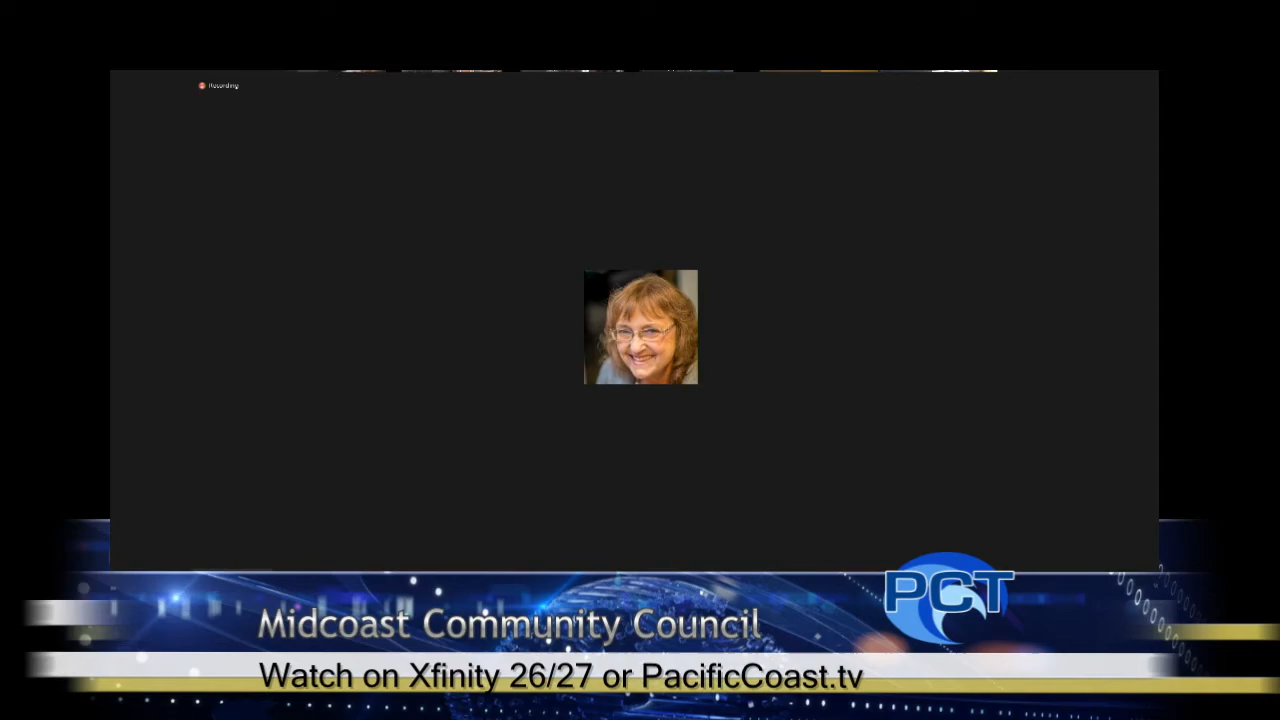 Recording
PCT
Midcoast Community Council
Watch on Xfinity 26/27 or PacificCoast.tv